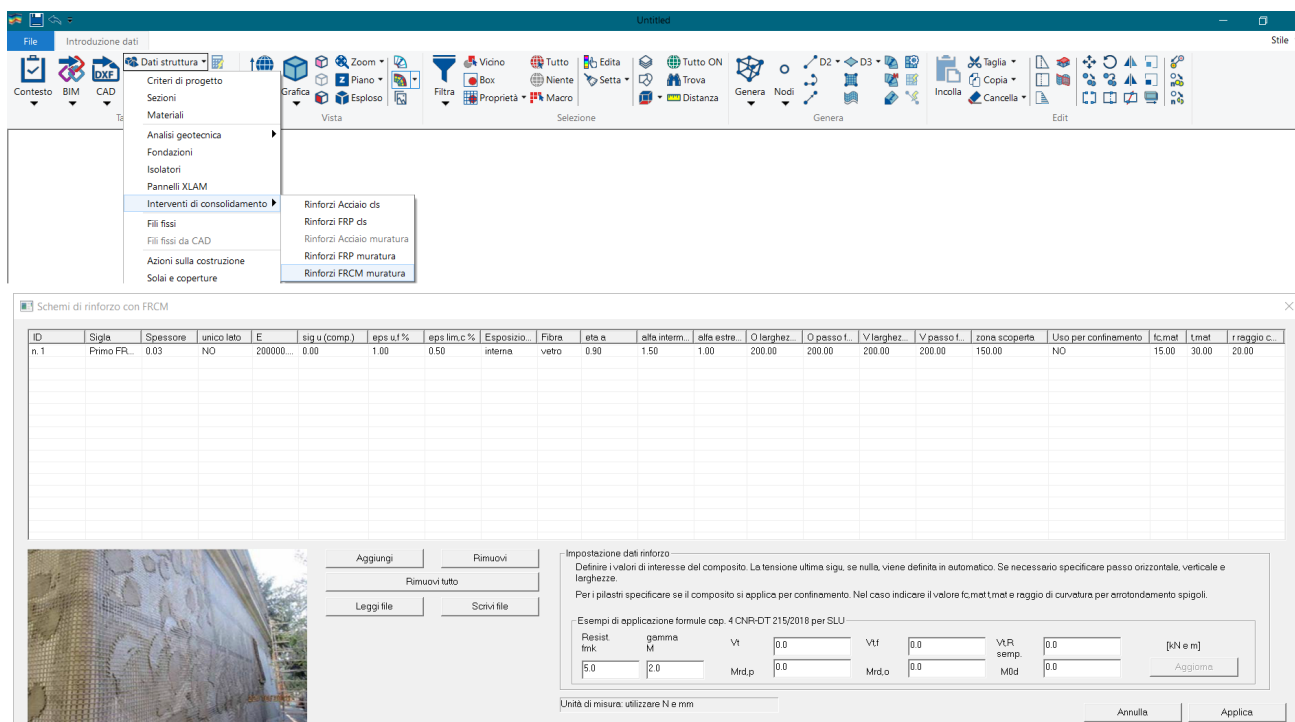 Untitled
File Introduzione dati Stile
Dati struttura Zoom Vicino Tutto Edita Tutto ON D2 D3 Taglia
Piano Box Niente Setta Trova Copia
Contesto BIM CAD Grafica Esploso Filtra Proprietà Macro Distanza Genera Nodi Incolla Cancella
Ta Vista Selezione Genera Edit
Criteri di progetto
Sezioni
Materiali
Analisi geotecnica
Fondazioni
Isolatori
Pannelli XLAM
Interventi di consolidamento
Fili fissi
Fili fissi da CAD
Azioni sulla costruzione
Solai e coperture
Rinforzi Acciaio cls
Rinforzi FRP cls
Rinforzi Acciaio muratura
Rinforzi FRP muratura
Rinforzi FRCM muratura
Schemi di rinforzo con FRCM
ID Sigla Spessore unico lato E sig u (comp.) eps u,f % eps lim,c % Esposizio... Fibra eta a alfa interm... alfa estre... O larghez... O passo f... V larghez... V passo f... zona scoperta Uso per confinamento fc,mat t,mat r raggio c...
n. 1 Primo FR... 0.03 NO 200000.... 0.00 1.00 0.50 interna vetro 0.90 1.50 1.00 200.00 200.00 200.00 200.00 150.00 NO 15.00 30.00 20.00
Aggiungi Rimuovi
Rimuovi tutto
Leggi file Scrivi file
Impostazione dati rinforzo
Definire i valori di interesse del composito. La tensione ultima sigu, se nulla, viene definita in automatico. Se necessario specificare passo orizzontale, verticale e
larghezze.
Per i pilastri specificare se il composito si applica per confinamento. Nel caso indicare il valore fc,mat t,mat e raggio di curvatura per arrotondamento spigoli.
Esempi di applicazione formule cap. 4 CNR-DT 215/2018 per SLU
Resist. fmk gamma M Vt 0.0 Vt,f 0.0 Vt,R semp. 0.0 [kN e m]
5.0 2.0 Mrd,p 0.0 Mrd,o 0.0 M0d 0.0 Aggiorna
Unità di misura: utilizzare N e mm
Annulla Applica